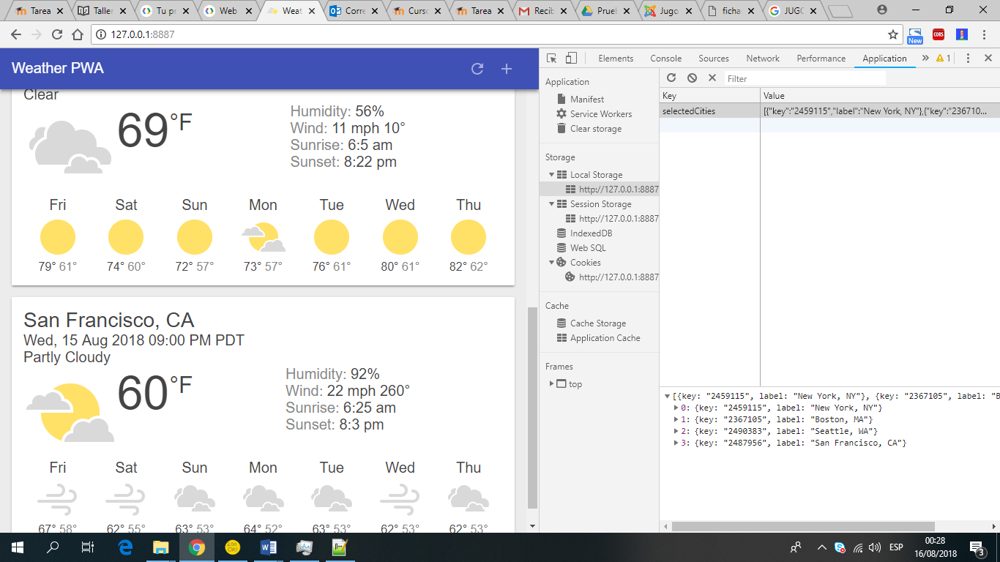 Tarea Taller Tu pr Web Weat Corre Curso Tarea Recib Prue Jugo ficha JUGO
127.0.0.1:8887
New COBS
Weather PWA
Clear
69°F
Humidity: 56%
Wind: 11 mph 10°
Sunrise: 6:5 am
Sunset: 8:22 pm
Fri Sat Sun Mon Tue Wed Thu
79° 61° 74° 60° 72° 57° 73° 57° 76° 61° 80° 61° 82° 62°
San Francisco, CA
Wed, 15 Aug 2018 09:00 PM PDT
Partly Cloudy
60°F
Humidity: 92%
Wind: 22 mph 260°
Sunrise: 6:25 am
Sunset: 8:3 pm
Fri Sat Sun Mon Tue Wed Thu
67° 58° 62° 55° 63° 53° 64° 52° 63° 53° 62° 53° 62° 53°
Elements Console Sources Network Performance Application » 1
Application
Manifest
Service Workers
Clear storage
Storage
Local Storage
http://127.0.0.1:8887
Session Storage
http://127.0.0.1:8887
IndexedDB
Web SQL
Cookies
http://127.0.0.1:8887
Cache
Cache Storage
Application Cache
Frames
top
Filter
Key Value
selectedCities [{"key":"2459115","label":"New York, NY"},{"key":"236710...
[{key: "2459115", label: "New York, NY"}, {key: "2367105", label: "B
0: {key: "2459115", label: "New York, NY"}
1: {key: "2367105", label: "Boston, MA"}
2: {key: "2490383", label: "Seattle, WA"}
3: {key: "2487956", label: "San Francisco, CA"}
ESP
00:28
16/08/2018
3